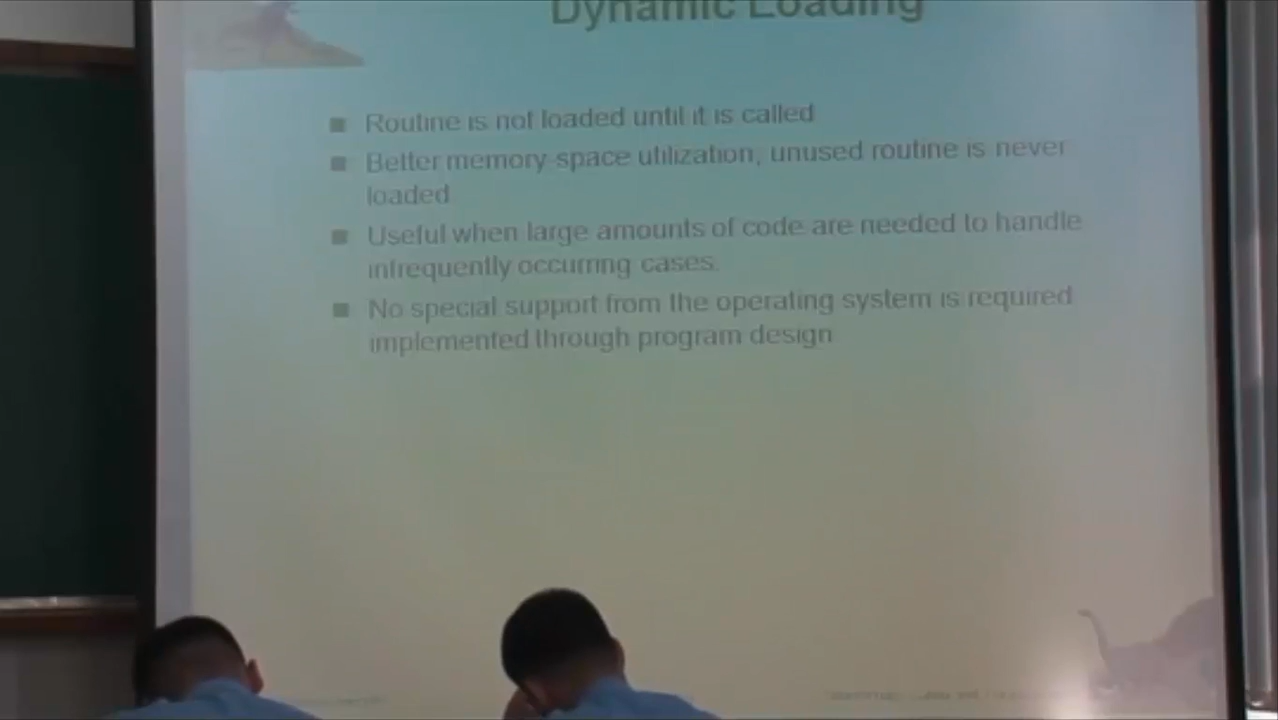 Dynamic Loading
Routine is not loaded until it is called
Better memory-space utilization; unused routine is never
loaded
Useful when large amounts of code are needed to handle
infrequently occurring cases.
No special support from the operating system is required
implemented through program design